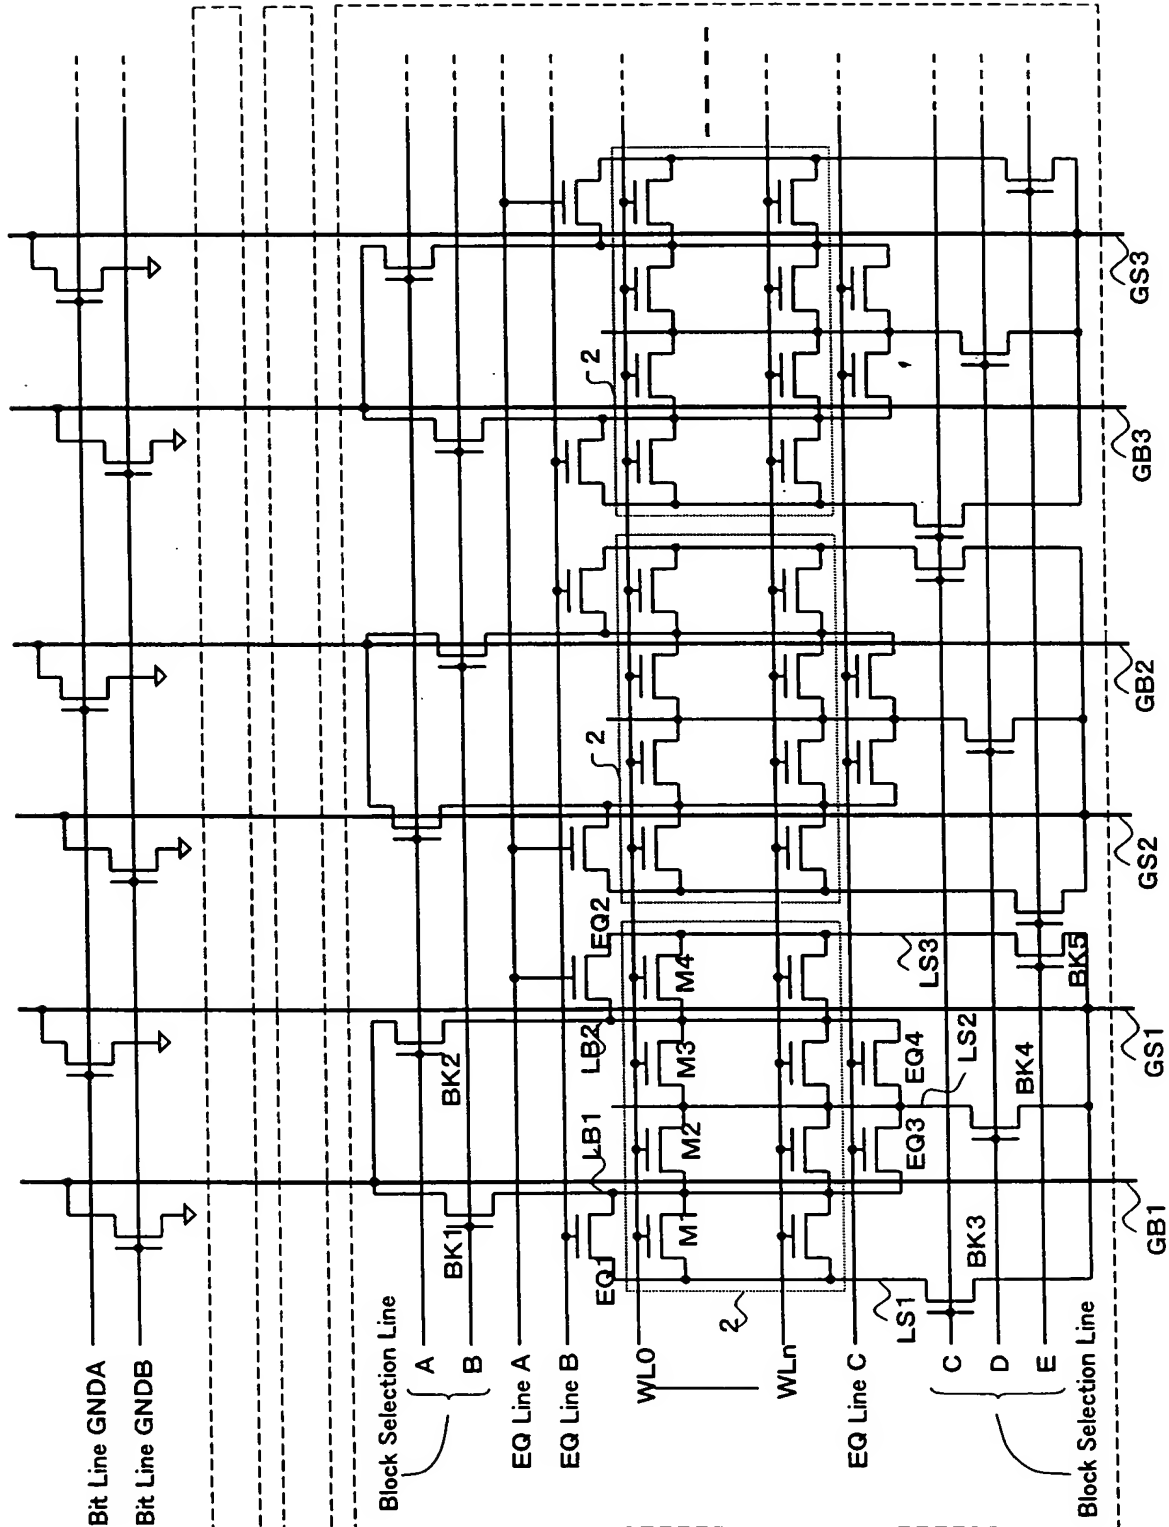 Bit Line GNDA
Bit Line GNDB
Block Selection Line
A
B
BK1
BK2
EQ Line A
EQ Line B
EQ1
LB1
LB2
EQ2
2
2
WL0
M1
M2
M3
M4
2
WLn
EQ Line C
EQ3
EQ4
LS1
LS2
LS3
C
D
E
BK3
BK4
BK5
Block Selection Line
GB1
GS1
GS2
GB2
GB3
GS3